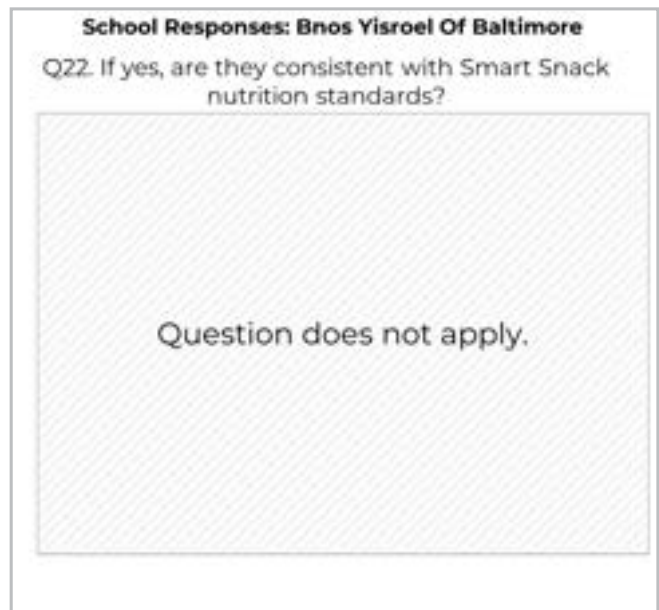 School Responses: Bnos Yisroel Of Baltimore
Q22. If yes, are they consistent with Smart Snack
nutrition standards?
Question does not apply.